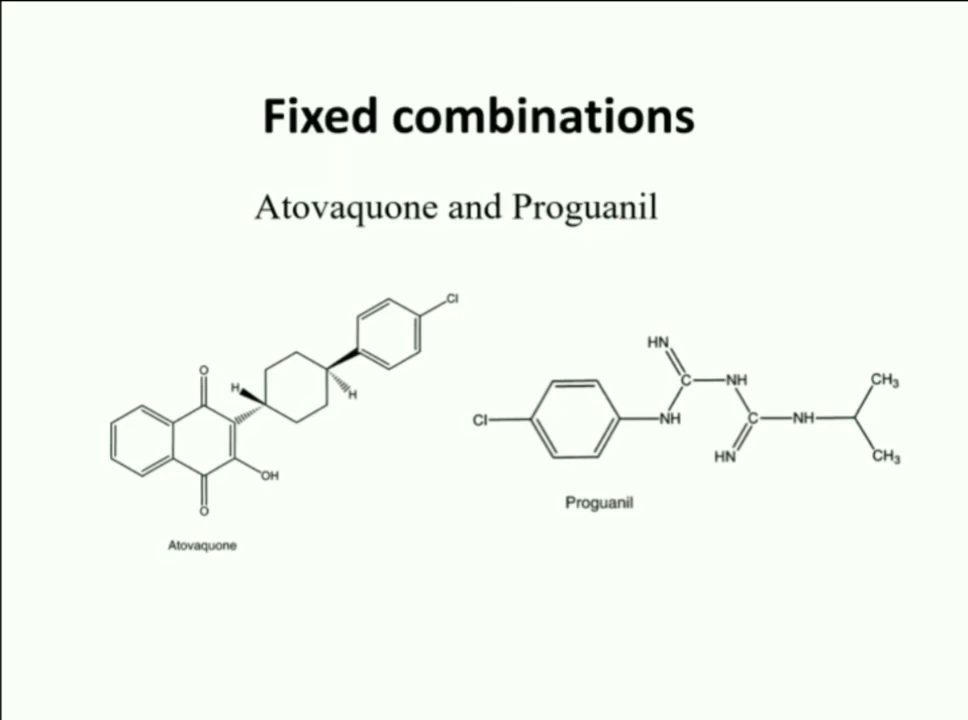 Fixed combinations
Atovaquone and Proguanil
Cl
O
H
H
OH
O
Atovaquone
HN
C
NH
CH₃
Cl
NH
C
NH
HN
CH₃
Proguanil